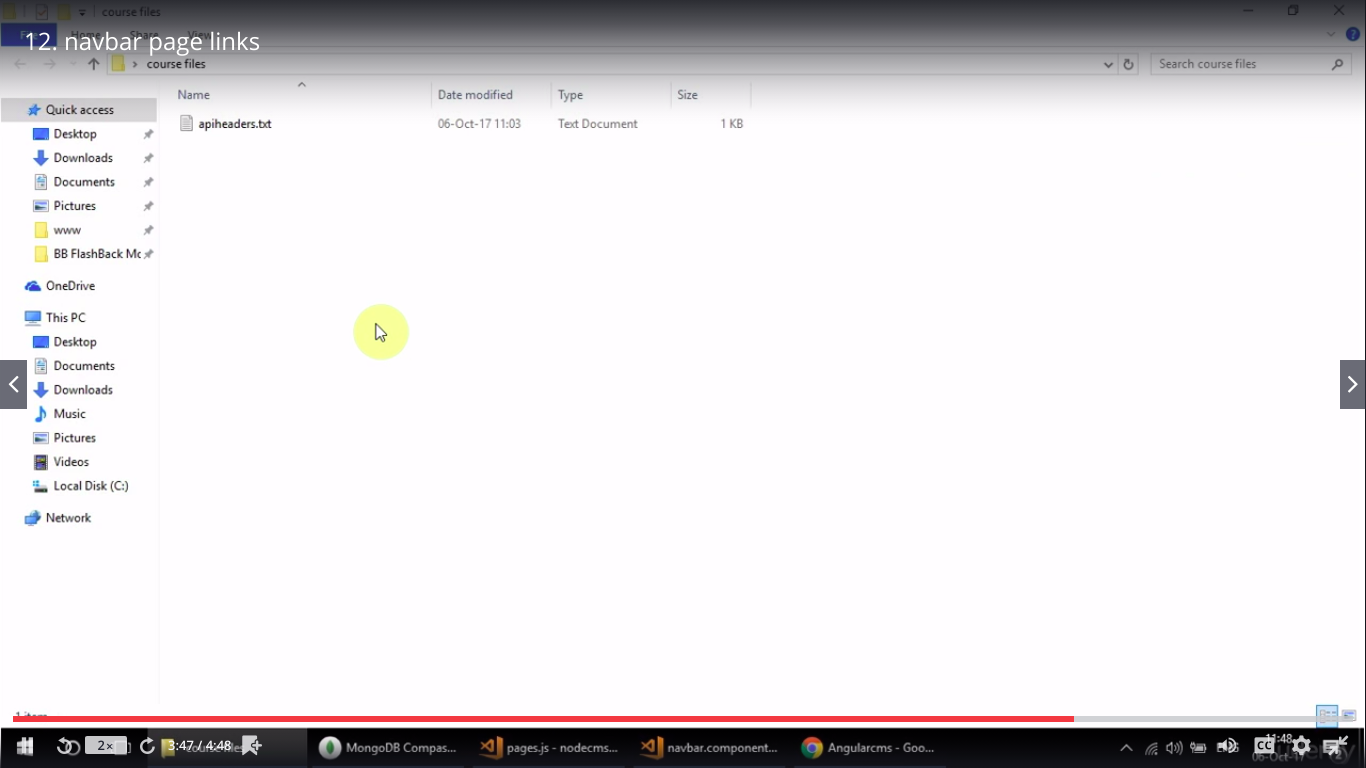 course files
12. navbar page links
File Home Share View
course files
Search course files
Name
Date modified
Type
Size
apiheaders.txt
06-Oct-17 11:03
Text Document
1 KB
Quick access
Desktop
Downloads
Documents
Pictures
www
BB FlashBack Mc
OneDrive
This PC
Desktop
Documents
Downloads
Music
Pictures
Videos
Local Disk (C:)
Network
1 item
2×
3:47 / 4:48
MongoDB Compas...
pages.js - nodecms...
navbar.component...
Angularcms - Goo...
CC
11:48
06-Oct-17